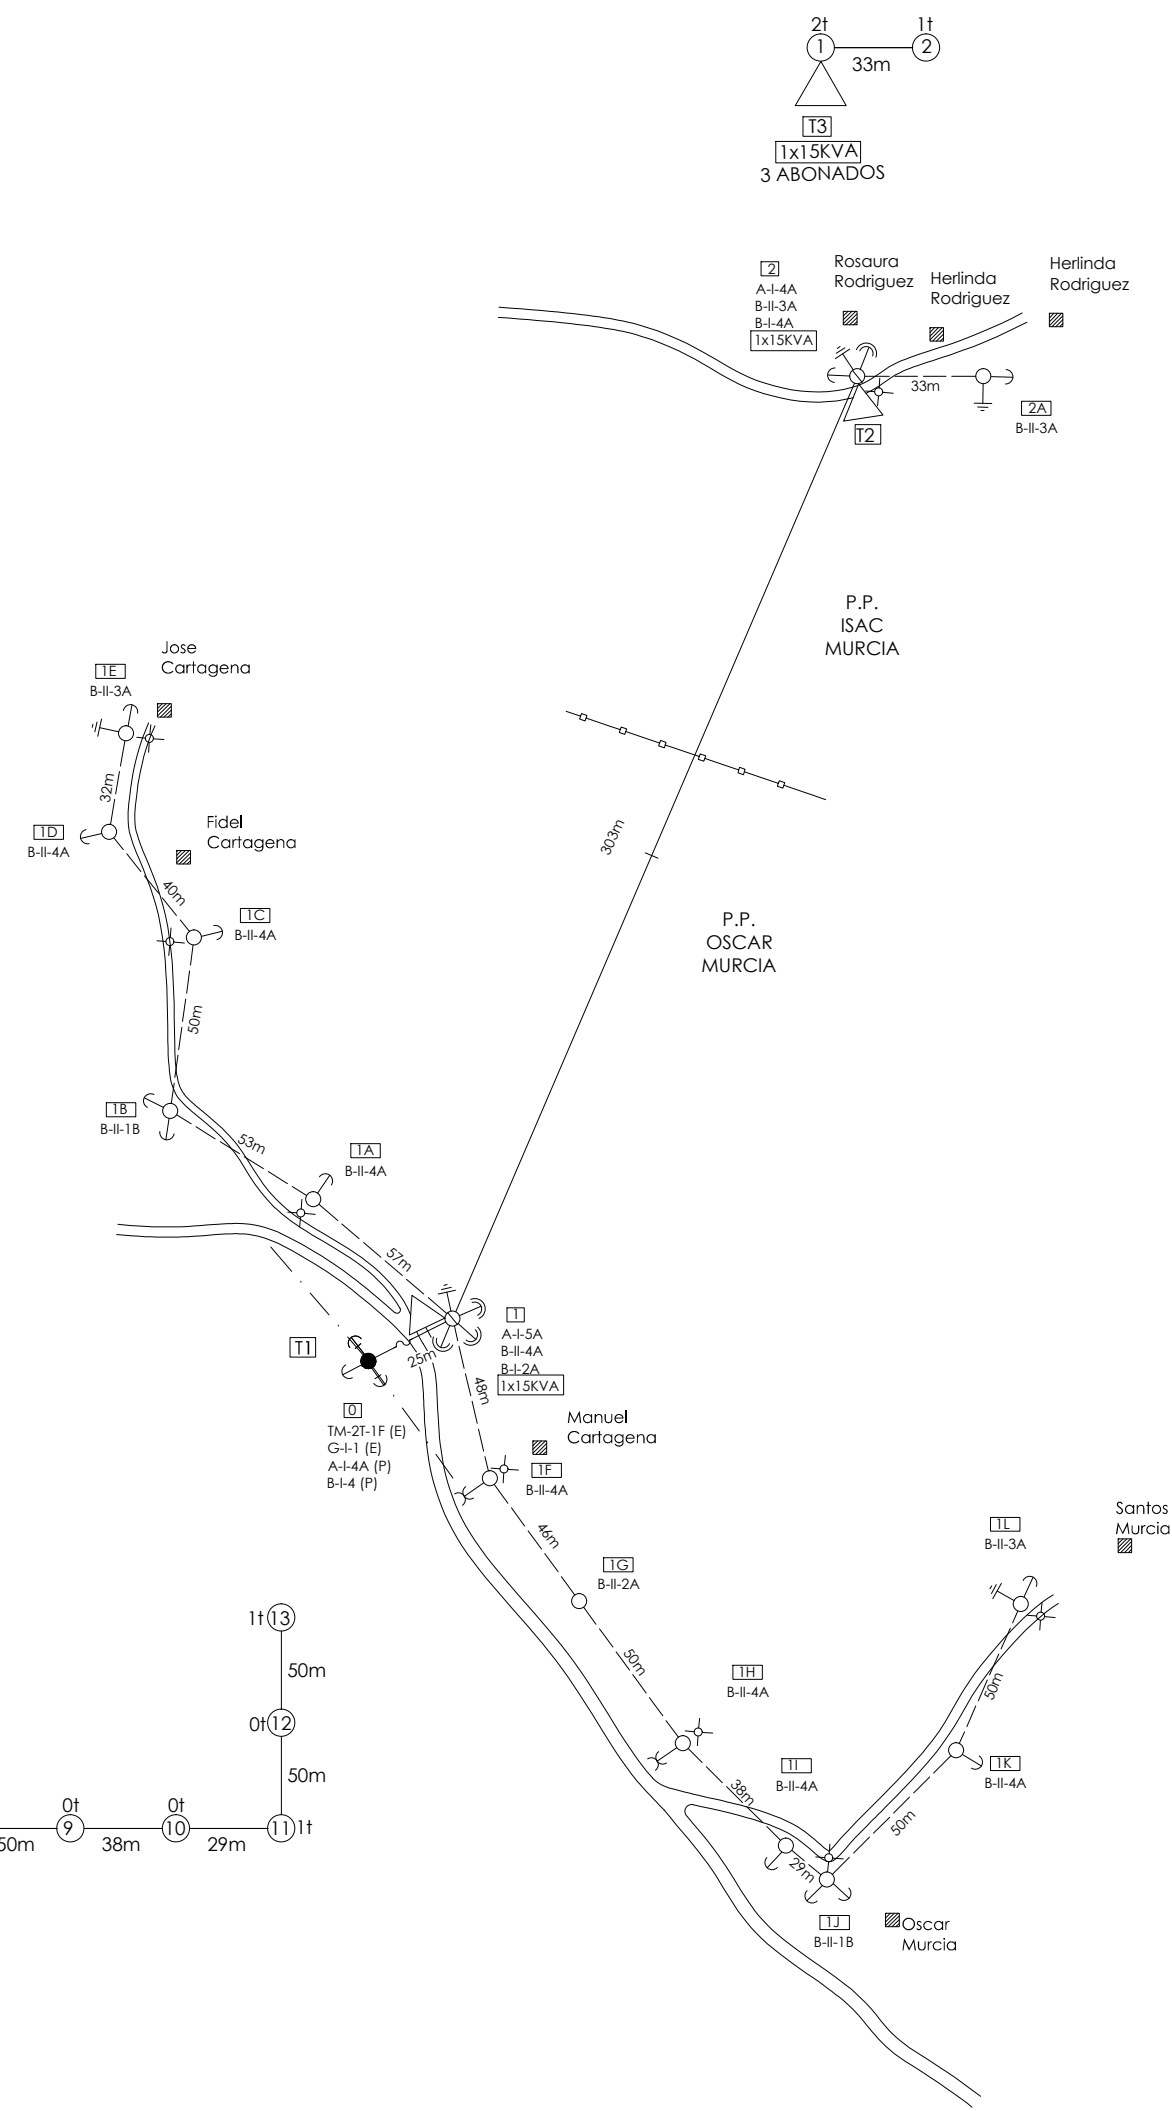 2t
1t
1
2
33m
T3
1x15KVA
3 ABONADOS
2
A-I-4A
B-II-3A
B-I-4A
1x15KVA
Rosaura
Rodriguez
Herlinda
Rodriguez
Herlinda
Rodriguez
33m
2A
B-II-3A
T2
P.P.
ISAC
MURCIA
303m
P.P.
OSCAR
MURCIA
Jose
Cartagena
1E
B-II-3A
32m
1D
B-II-4A
Fidel
Cartagena
40m
1C
B-II-4A
50m
1B
B-II-1B
53m
1A
B-II-4A
57m
T1
25m
1
A-I-5A
B-II-4A
B-I-2A
1x15KVA
48m
0
TM-2T-1F (E)
G-I-1 (E)
A-I-4A (P)
B-I-4 (P)
Manuel
Cartagena
1F
B-II-4A
46m
1G
B-II-2A
50m
1H
B-II-4A
38m
1I
B-II-4A
29m
1J
B-II-1B
Oscar
Murcia
50m
1K
B-II-4A
50m
1L
B-II-3A
Santos
Murcia
1t
13
50m
0t
12
50m
0t
0t
9
10
11
1t
50m
38m
29m